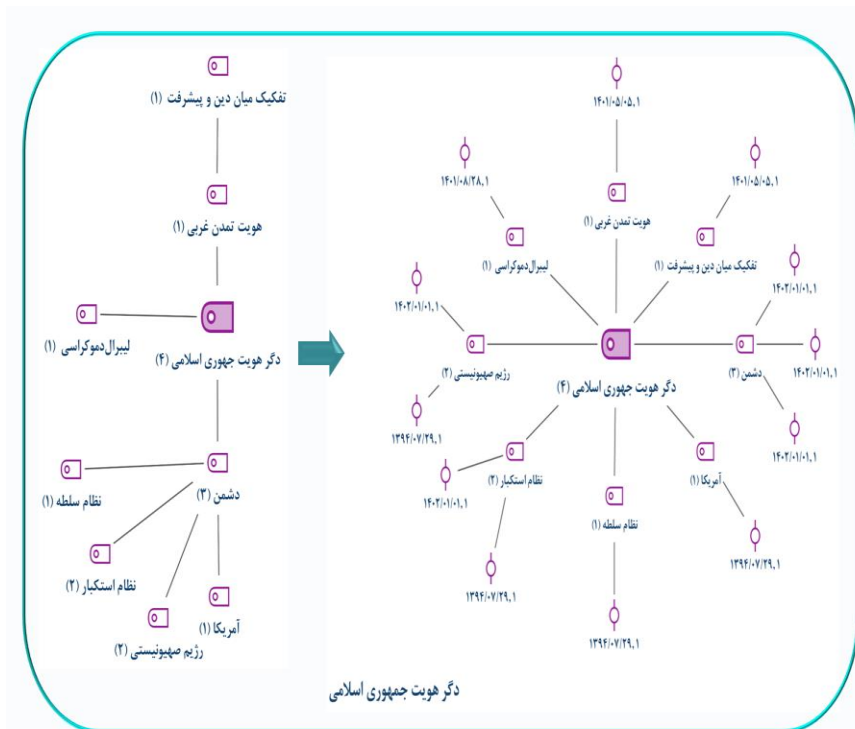 تفکیک میان دین و پیشرفت (۱)
هویت تمدن غربی (۱)
لیبرال‌دموکراسی (۱)
دگر هویت جهوری اسلامی (۴)
دشمن (۳)
نظام سلطه (۱)
نظام استکبار (۲)
آمریکا (۱)
رژیم صهیونیستی (۲)
۱۴۰۱/۰۵/۰۵.۱
۱۴۰۱/۰۸/۲۸.۱
۱۴۰۱/۰۵/۰۵.۱
هویت تمدن غربی (۱)
لیبرال‌دموکراسی (۱)
تفکیک میان دین و پیشرفت (۱)
۱۴۰۲/۰۱/۰۱.۱
۱۴۰۲/۰۱/۰۱.۱
رژیم صهیونیستی (۲)
دشمن (۳)
۱۴۰۲/۰۱/۰۱.۱
دگر هویت جهوری اسلامی (۴)
۱۳۹۴/۰۷/۲۹.۱
۱۴۰۲/۰۱/۰۱.۱
نظام استکبار (۲)
آمریکا (۱)
۱۴۰۲/۰۱/۰۱.۱
نظام سلطه (۱)
۱۳۹۴/۰۷/۲۹.۱
۱۳۹۴/۰۷/۲۹.۱
۱۳۹۴/۰۷/۲۹.۱
دگر هویت جمهوری اسلامی